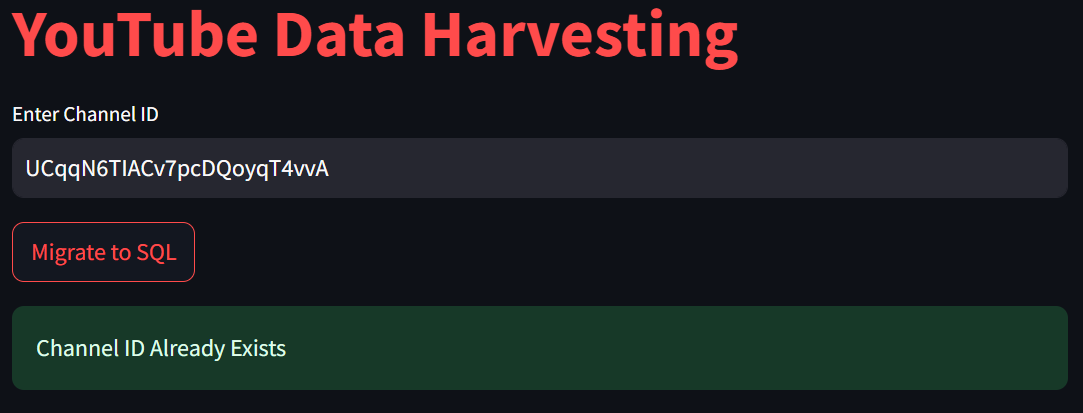 YouTube Data Harvesting
Enter Channel ID
UCqqN6TIACv7pcDQoyqT4vvA
Migrate to SQL
Channel ID Already Exists